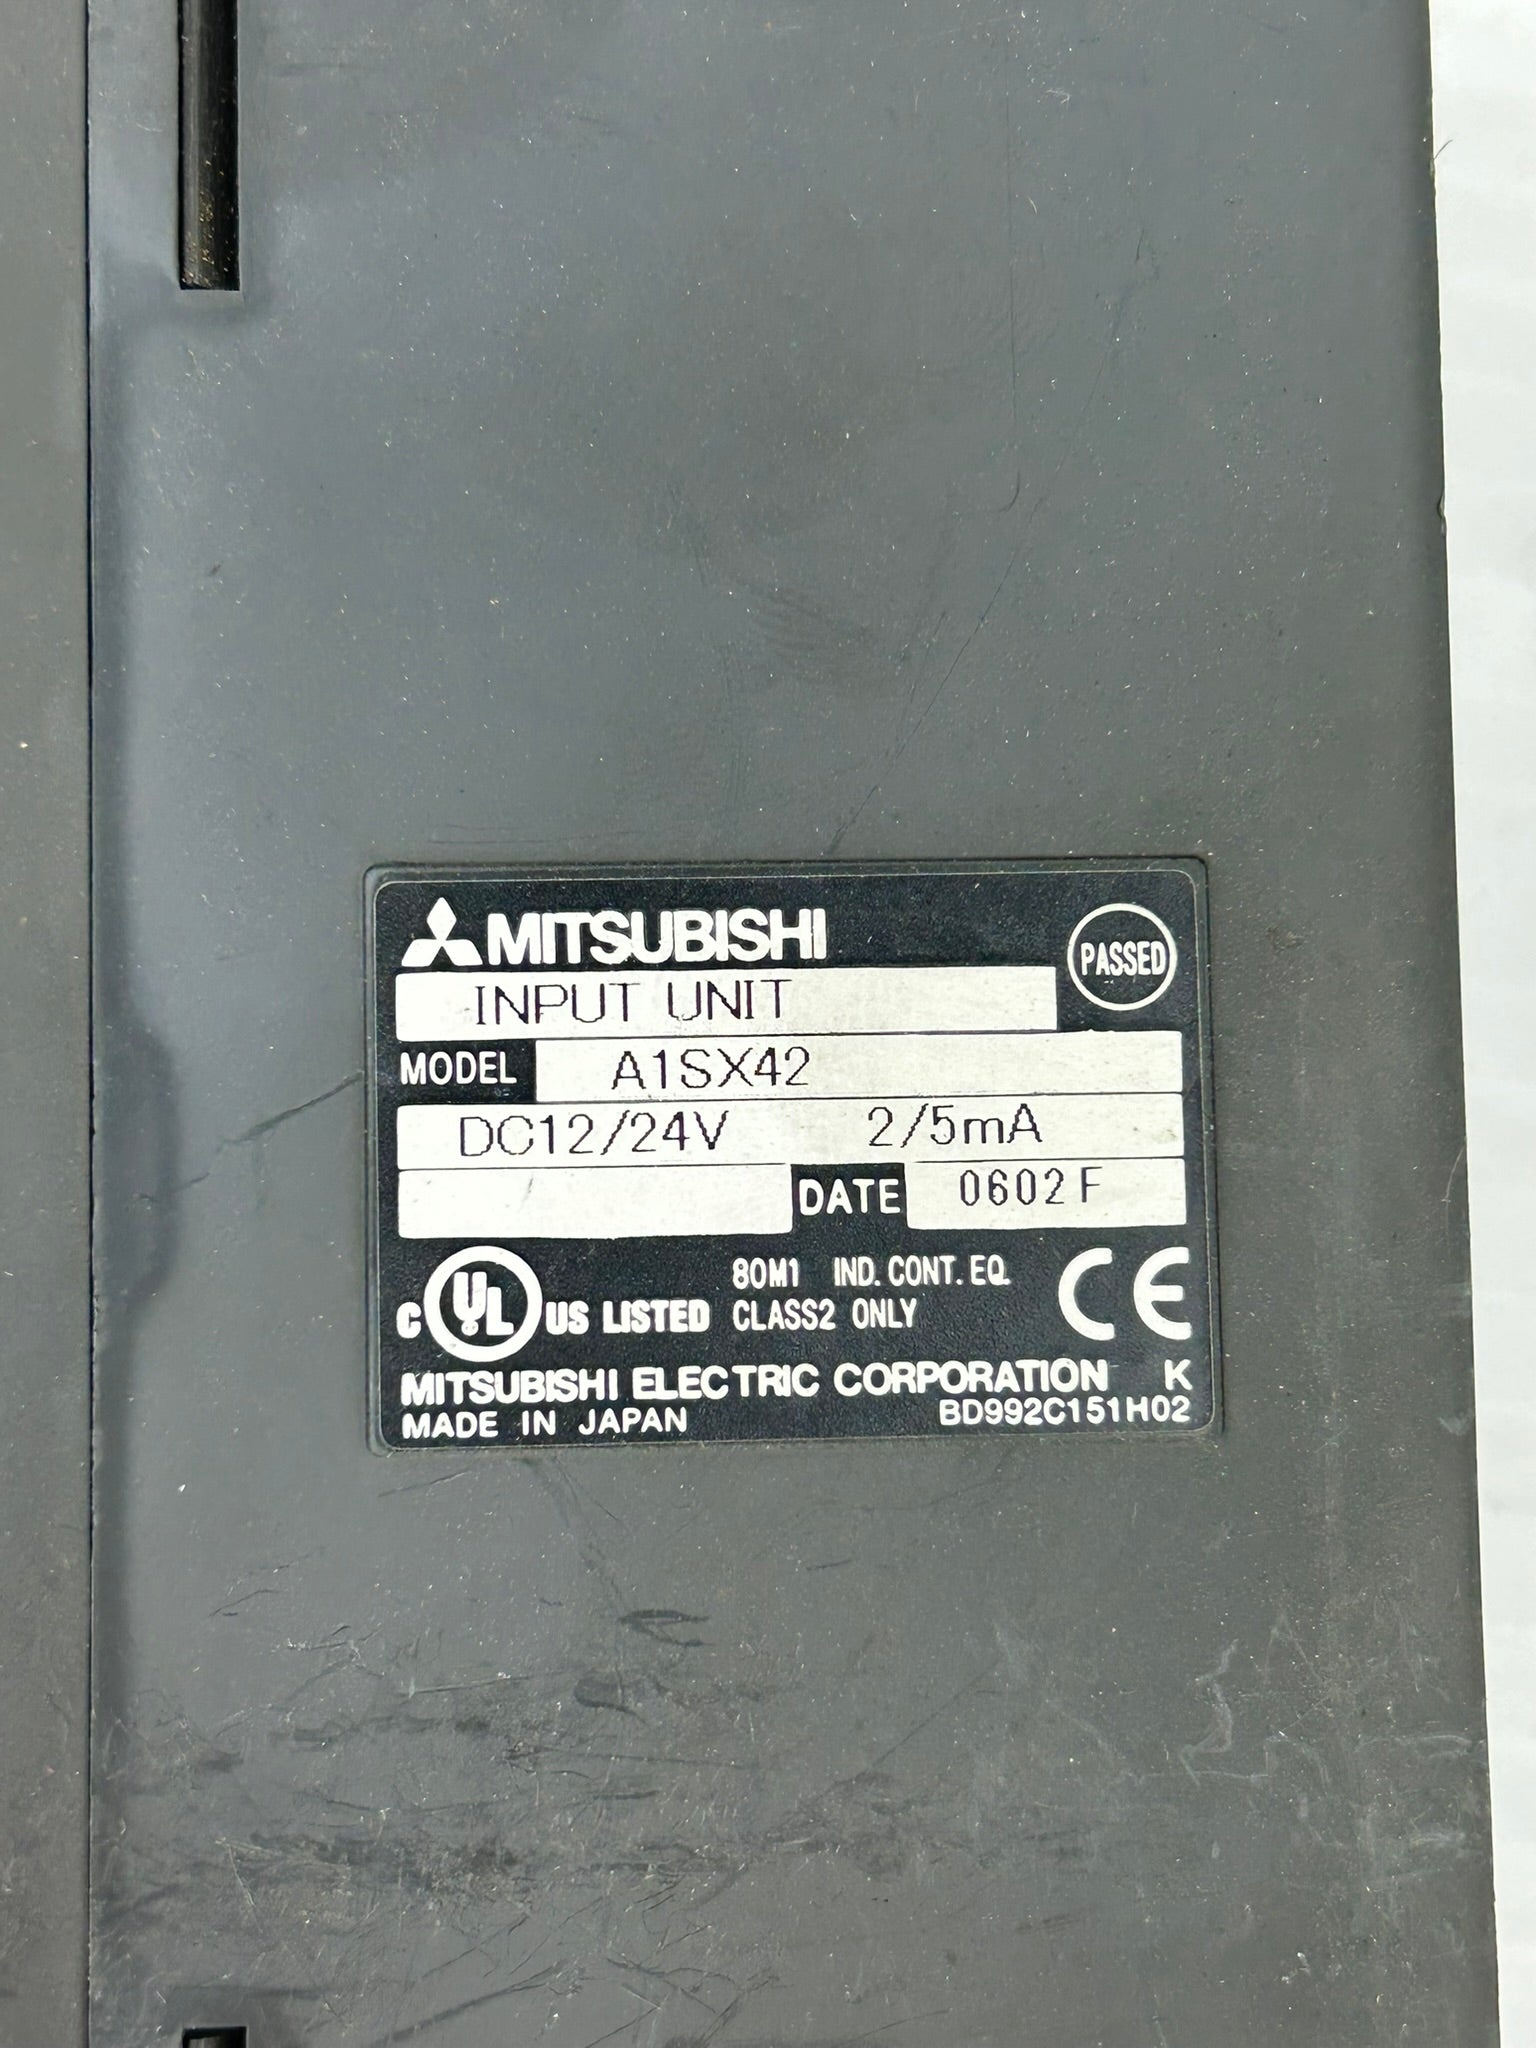 MITSUBISHI
PASSED
INPUT UNIT
MODEL A1SX42
DC12/24V 2/5mA
DATE 0602F
C UL US LISTED 80M1 IND. CONT. EQ.
CLASS2 ONLY
CE
MITSUBISHI ELECTRIC CORPORATION K
MADE IN JAPAN BD992C151H02